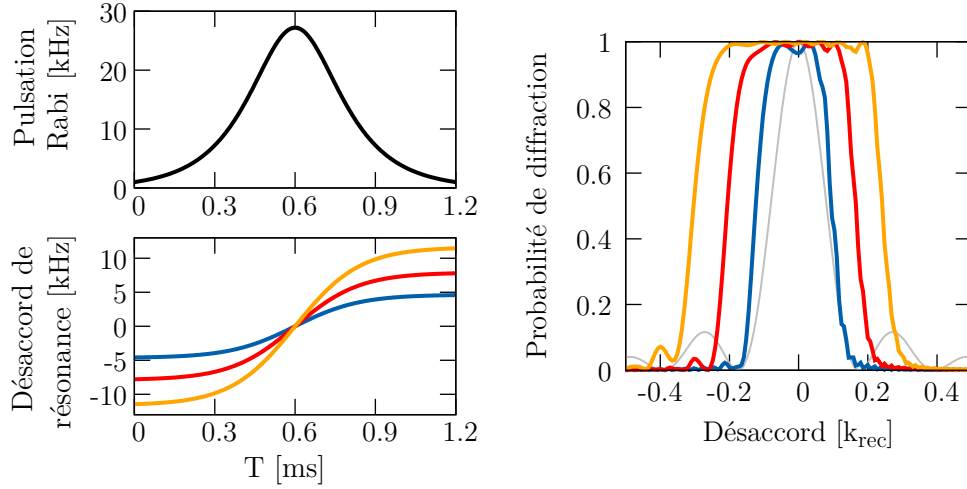 Pulsation
Rabi [kHz]
30
20
10
0
0 0.3 0.6 0.9 1.2
Désaccord de
résonance [kHz]
10
5
0
-5
-10
0 0.3 0.6 0.9 1.2
T [ms]
Probabilité de diffraction
1
0.8
0.6
0.4
0.2
0
-0.4 -0.2 0 0.2 0.4
Désaccord [k_rec]